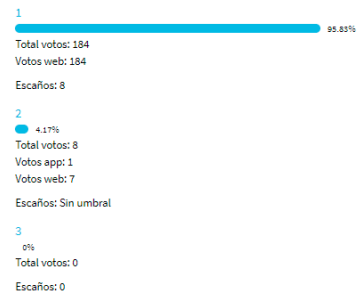 1
95.83%
Total votos: 184
Votos web: 184
Escaños: 8
2
4.17%
Total votos: 8
Votos app: 1
Votos web: 7
Escaños: Sin umbral
3
0%
Total votos: 0
Escaños: 0